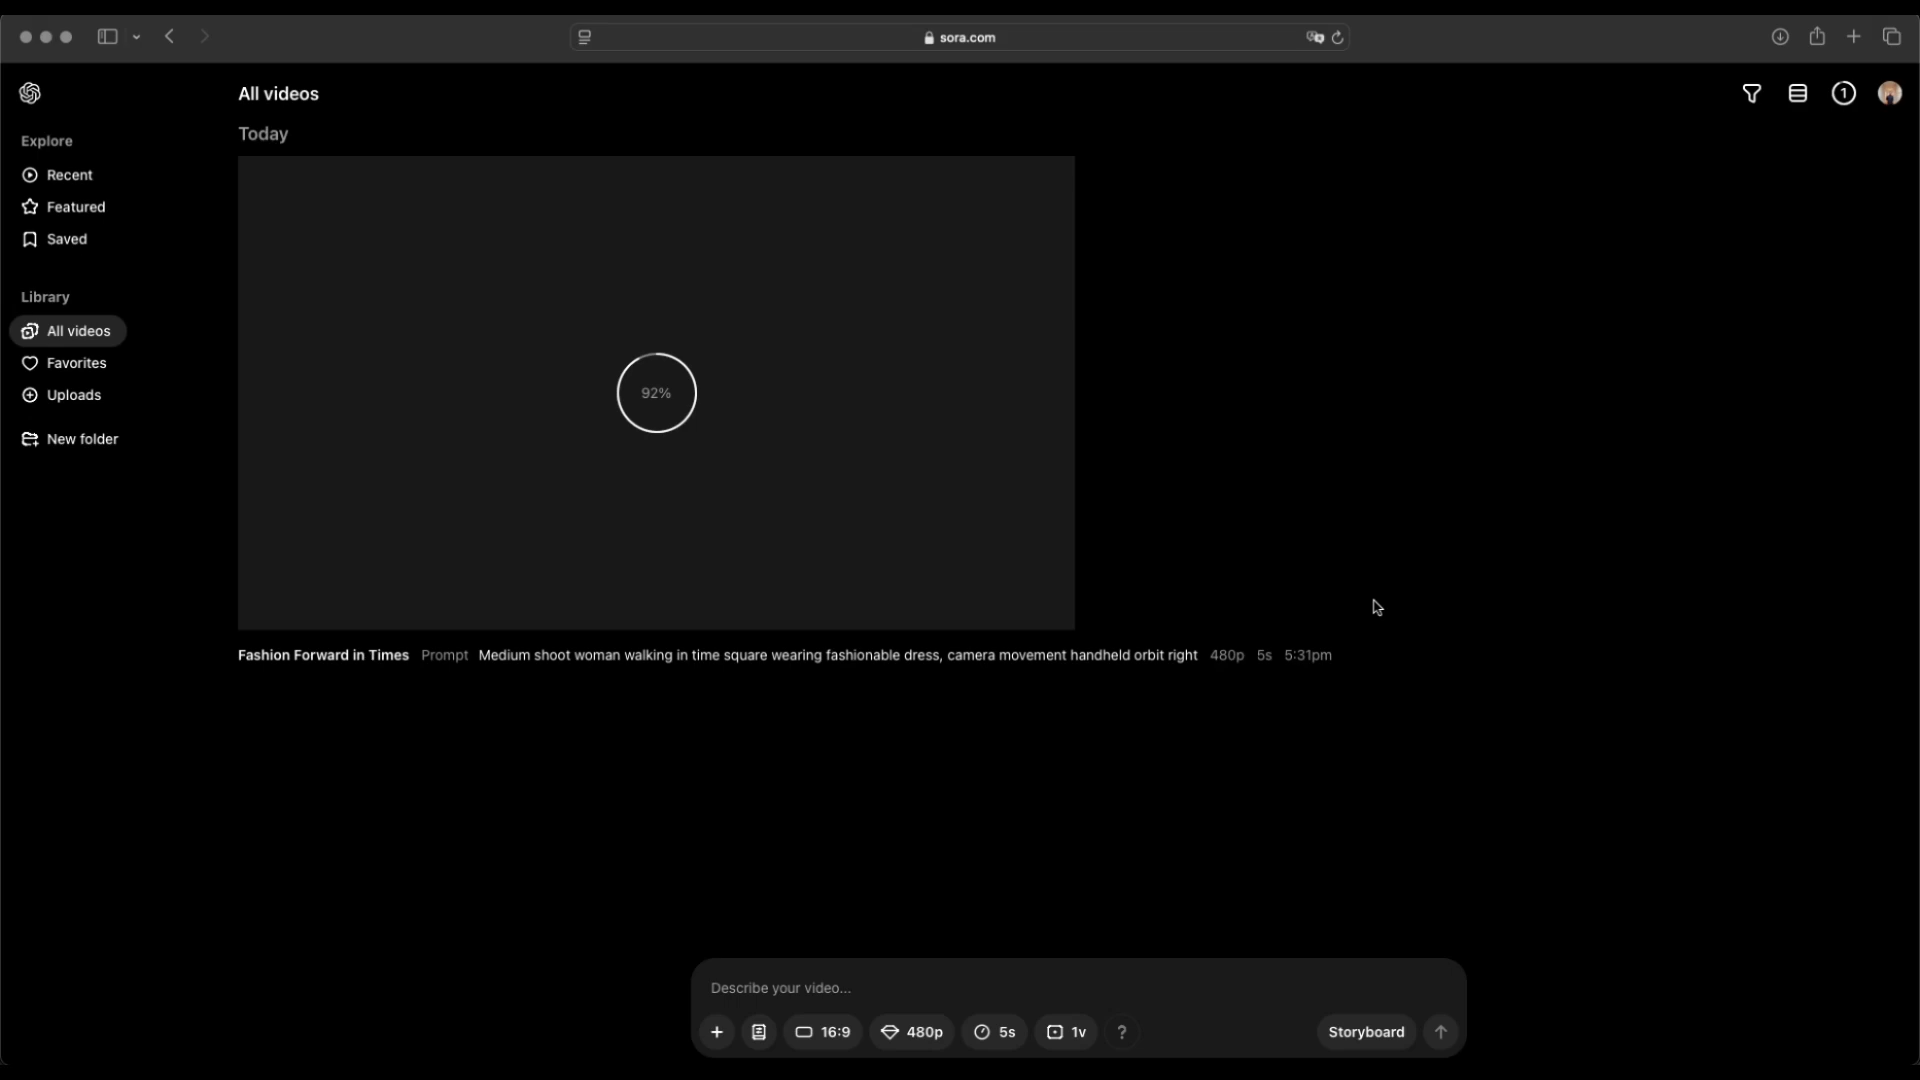 sora.com
All videos
1
Today
Explore
Recent
Featured
Saved
Library
All videos
Favorites
Uploads
New folder
92%
Fashion Forward in Times Prompt Medium shoot woman walking in time square wearing fashionable dress, camera movement handheld orbit right 480p 5s 5:31pm
Describe your video...
16:9 480p 5s 1v ? Storyboard